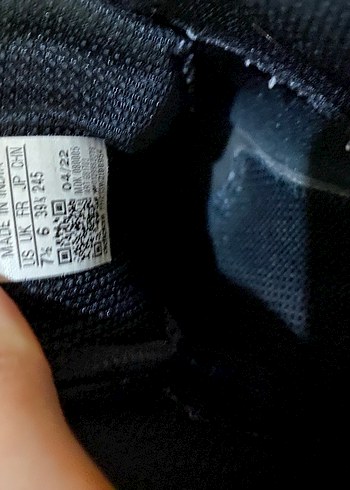 MADE IN INDIA
US UK FR JP CHN
7½ 6 39⅓ 245
04/22